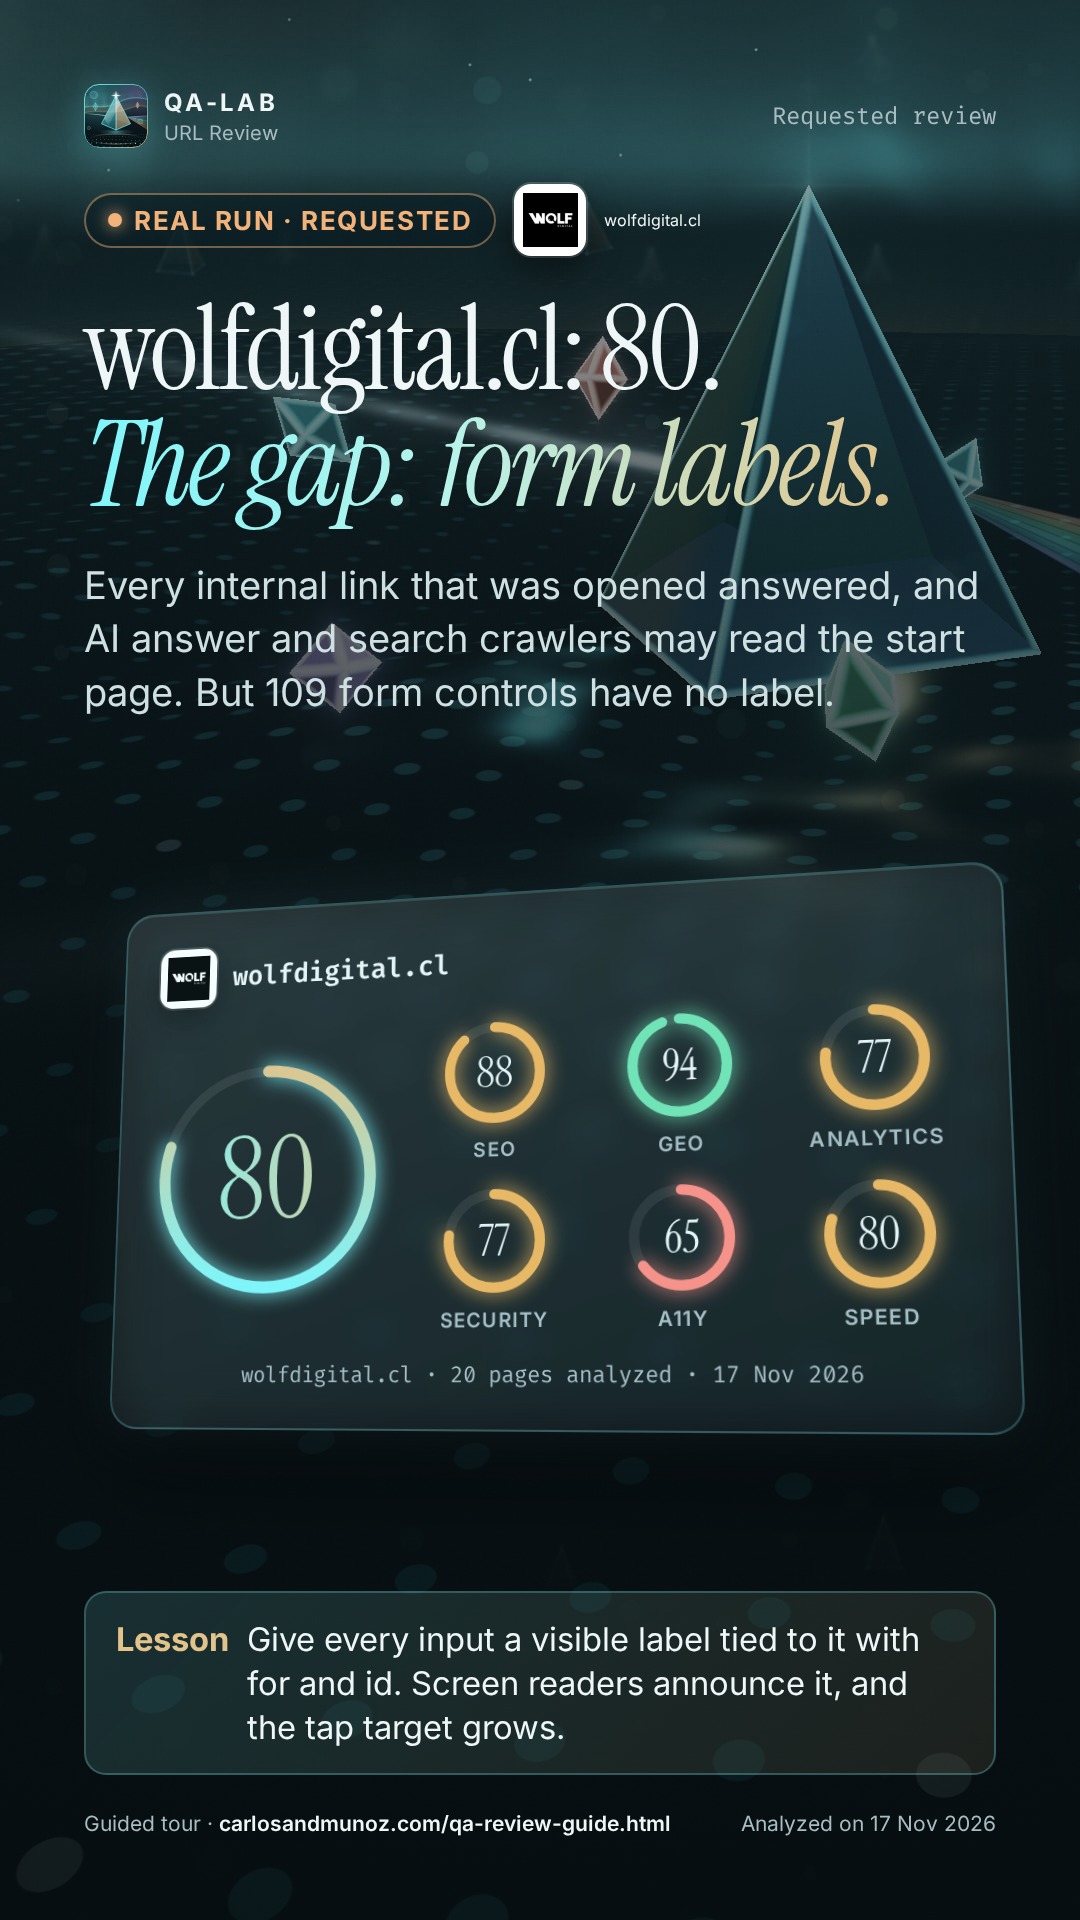 QA-LAB
URL Review
Requested review
REAL RUN · REQUESTED
WOLF
wolfdigital.cl
wolfdigital.cl: 80.
The gap: form labels.
Every internal link that was opened answered, and
AI answer and search crawlers may read the start
page. But 109 form controls have no label.
WOLF
wolfdigital.cl
80
88
SEO
94
GEO
77
ANALYTICS
77
SECURITY
65
A11Y
80
SPEED
wolfdigital.cl · 20 pages analyzed · 17 Nov 2026
Lesson Give every input a visible label tied to it with
for and id. Screen readers announce it, and
the tap target grows.
Guided tour · carlosandmunoz.com/qa-review-guide.html
Analyzed on 17 Nov 2026